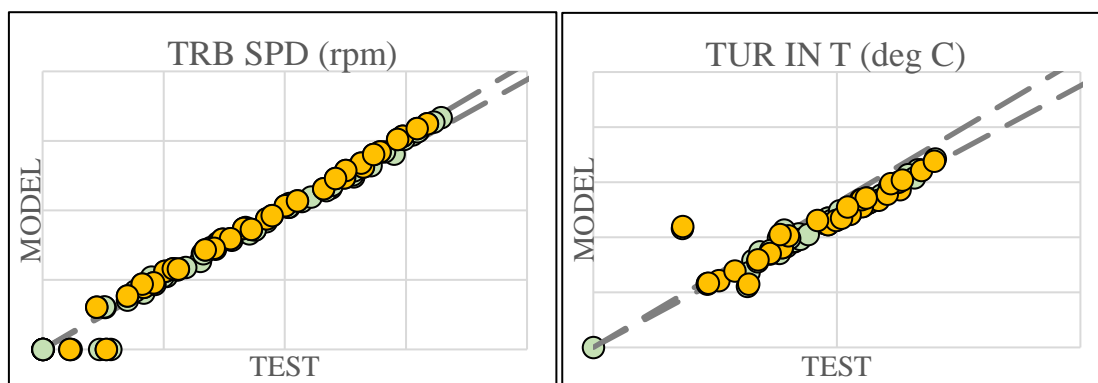 TRB SPD (rpm)
MODEL
TEST
TUR IN T (deg C)
MODEL
TEST